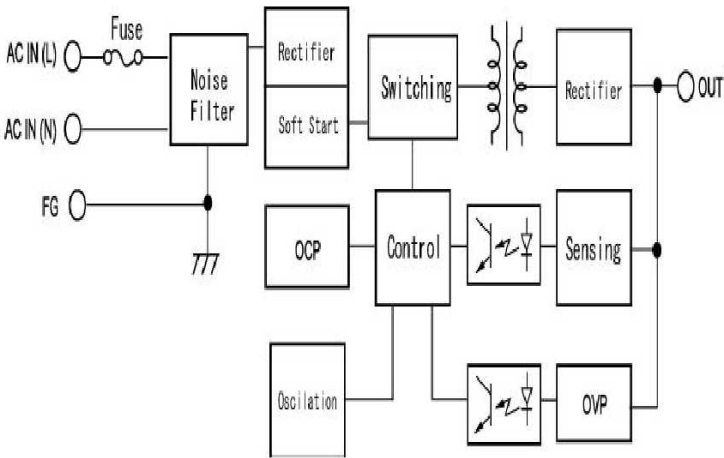 Fuse
AC IN (L)
Noise
Filter
Rectifier
Soft Start
Switching
Rectifier
OUT
AC IN (N)
FG
OCP
Control
Sensing
Oscilation
OVP